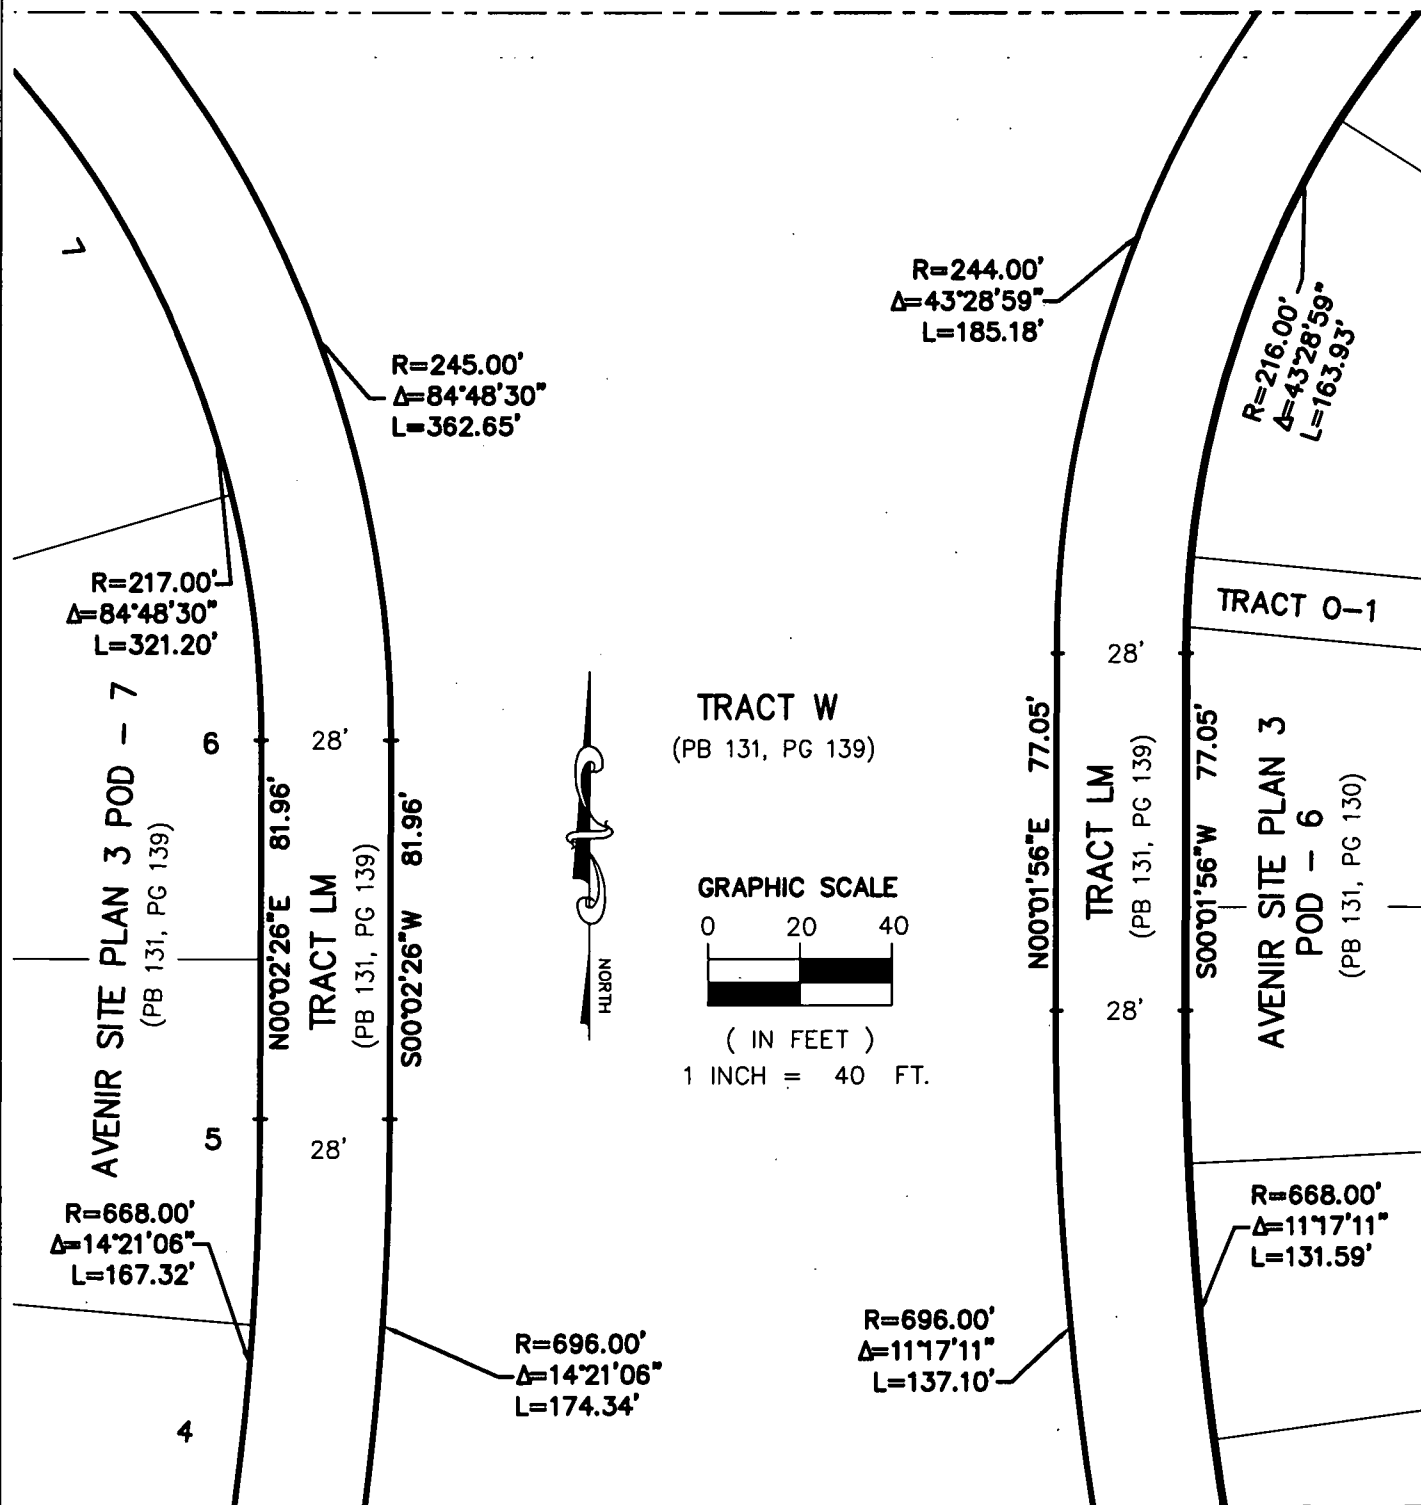 7
R=245.00'
Δ=84°48'30"
L=362.65'
R=244.00'
Δ=43°28'59"
L=185.18'
R=216.00'
Δ=43°28'59"
L=163.93'
R=217.00'
Δ=84°48'30"
L=321.20'
TRACT O-1
28'
28'
6
TRACT W
(PB 131, PG 139)
AVENIR SITE PLAN 3 POD - 7
(PB 131, PG 139)
N00°02'26"E 81.96'
TRACT LM
(PB 131, PG 139)
S00°02'26"W 81.96'
NORTH
GRAPHIC SCALE
0 20 40
( IN FEET )
1 INCH = 40 FT.
N00°01'56"E 77.05'
TRACT LM
(PB 131, PG 139)
S00°01'56"W 77.05'
AVENIR SITE PLAN 3
POD - 6
(PB 131, PG 130)
28'
5
28'
R=668.00'
Δ=14°21'06"
L=167.32'
R=696.00'
Δ=14°21'06"
L=174.34'
R=696.00'
Δ=11°17'11"
L=137.10'
R=668.00'
Δ=11°17'11"
L=131.59'
4